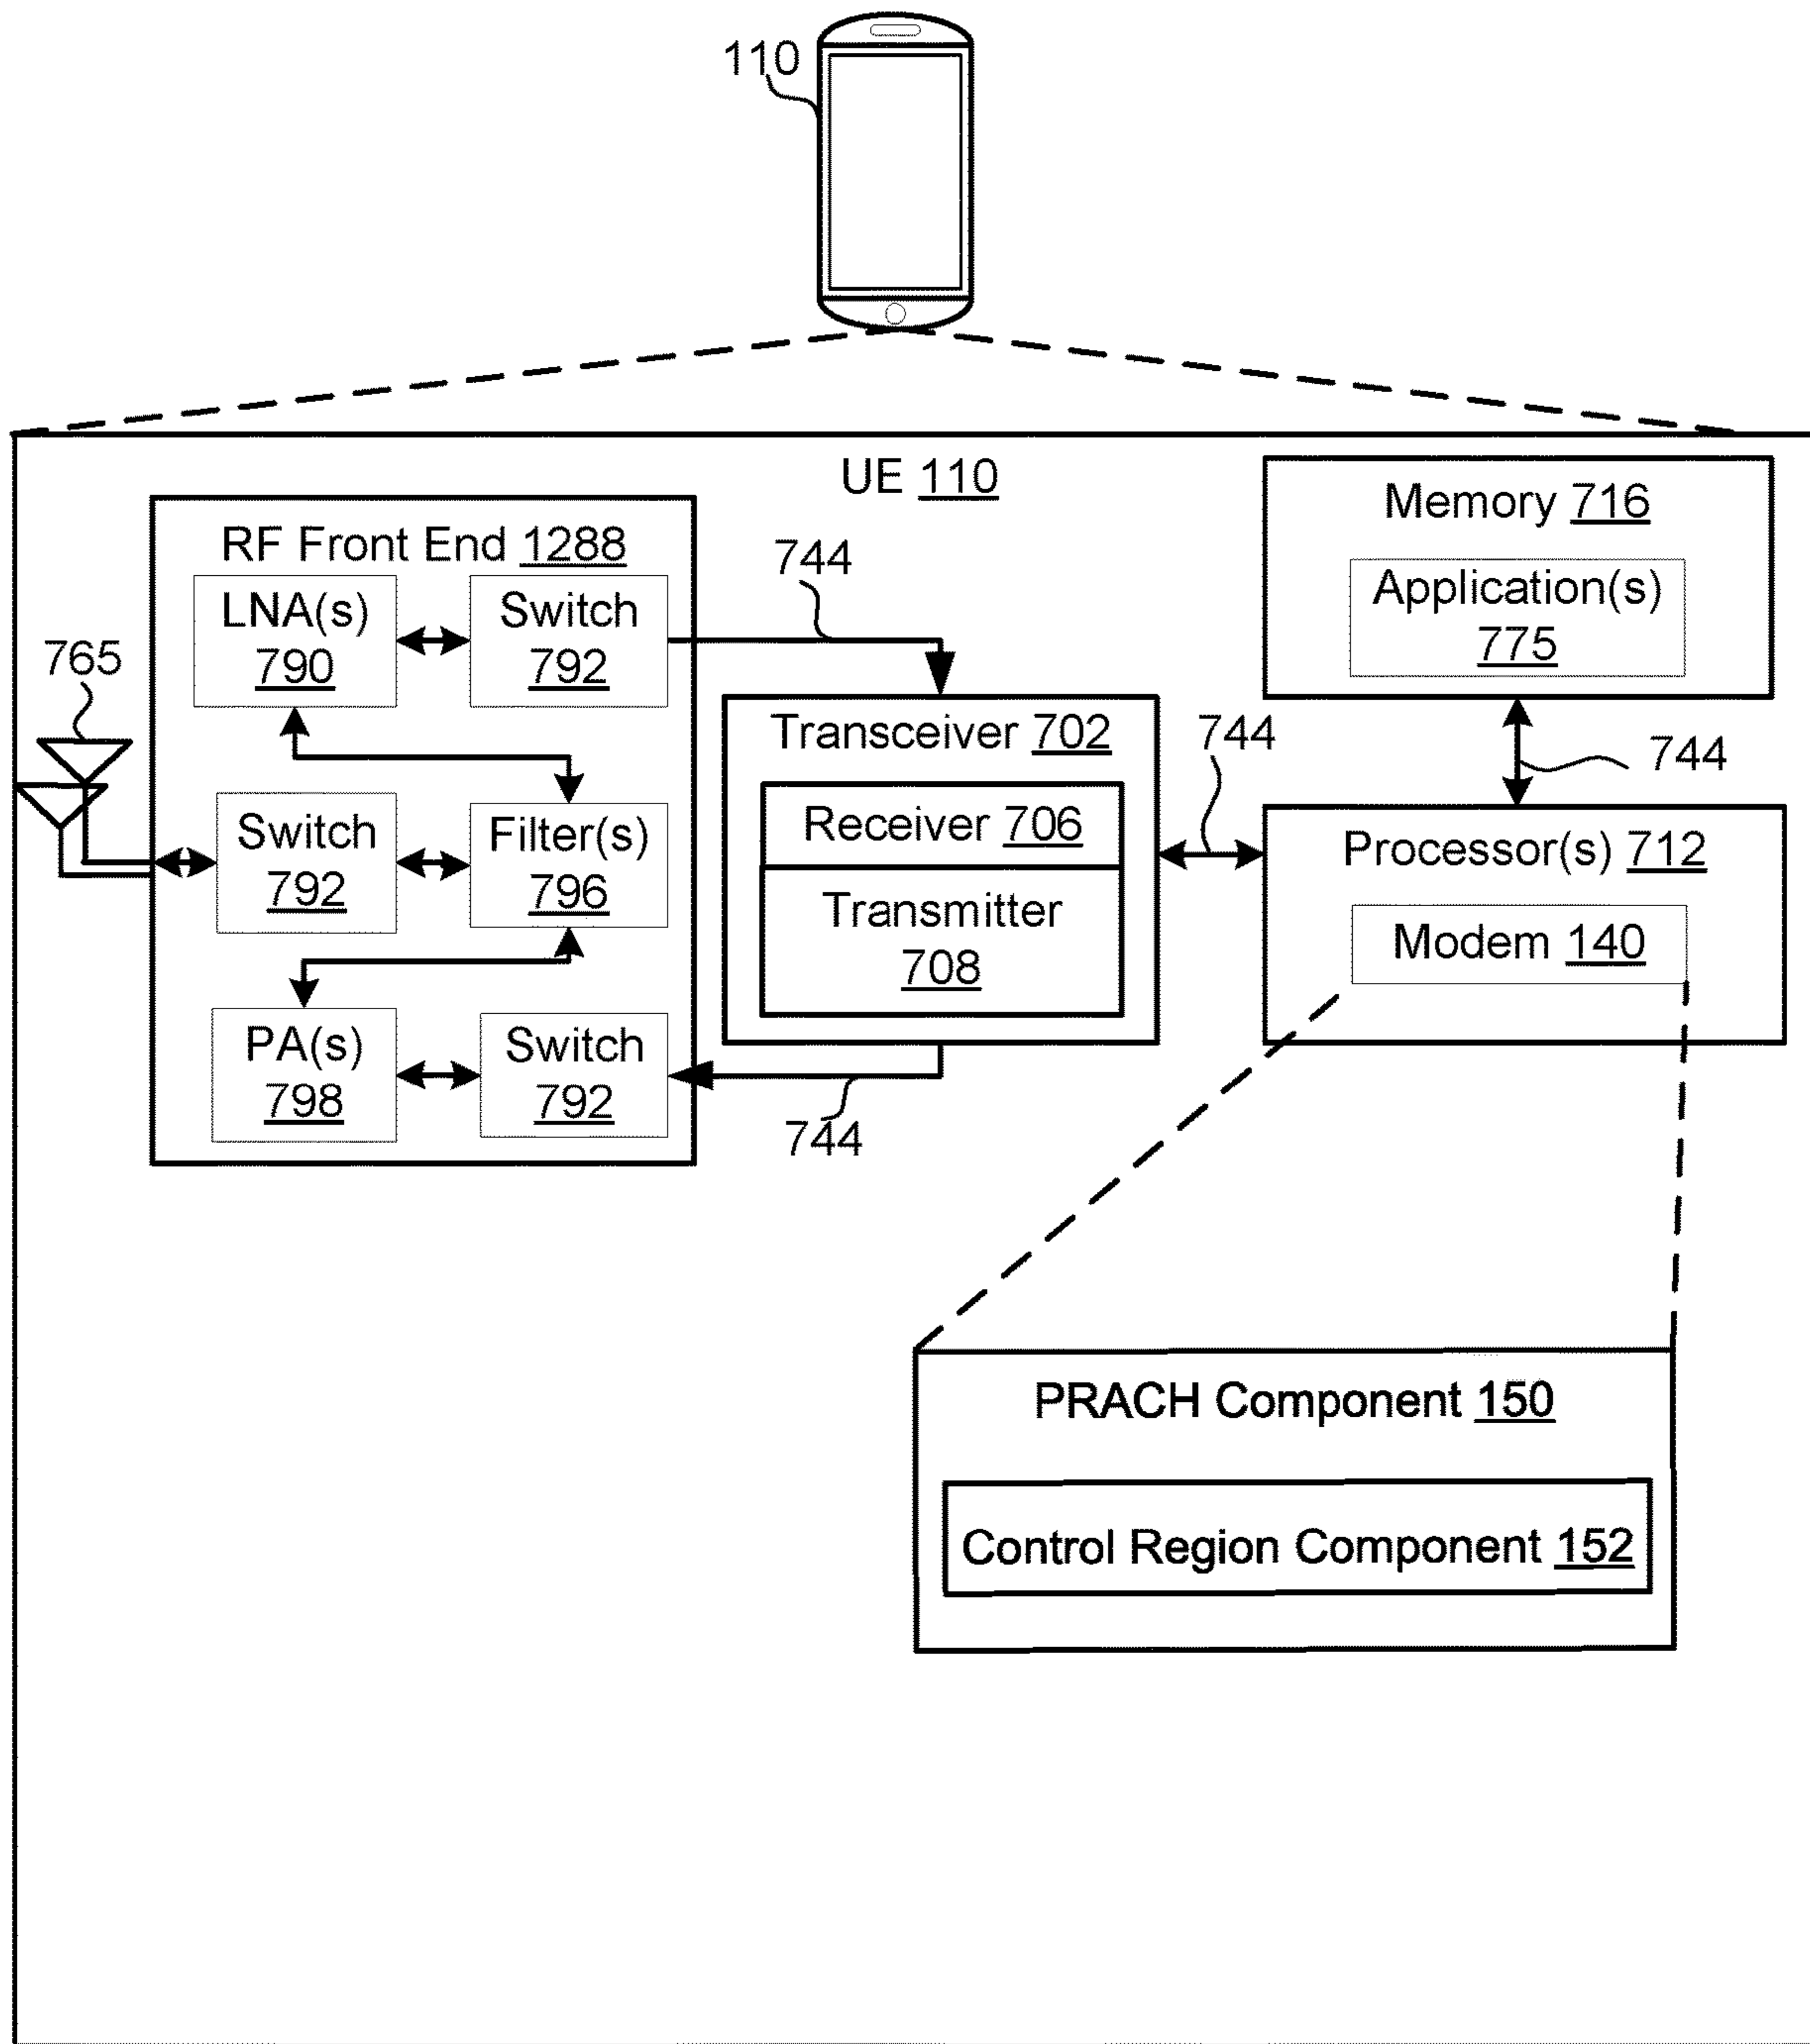 110
UE 110
RF Front End 1288
LNA(s)
790
Switch
792
744
765
Switch
792
Filter(s)
796
PA(s)
798
Switch
792
744
Transceiver 702
Receiver 706
Transmitter
708
744
Memory 716
Application(s)
775
744
Processor(s) 712
Modem 140
PRACH Component 150
Control Region Component 152